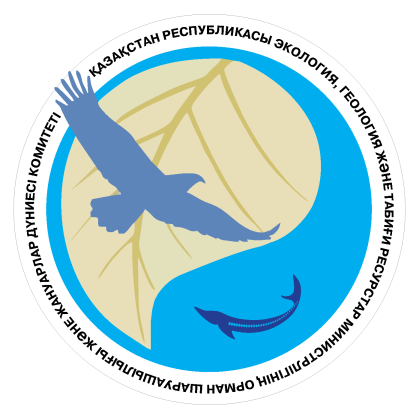 ҚАЗАҚСТАН РЕСПУБЛИКАСЫ ЭКОЛОГИЯ, ГЕОЛОГИЯ ЖӘНЕ ТАБИҒИ РЕСУРСТАР МИНИСТРЛІГІНІҢ ОРМАН ШАРУАШЫЛЫҒЫ ЖӘНЕ ЖАНУАРЛАР ДҮНИЕСІ КОМИТЕТІ